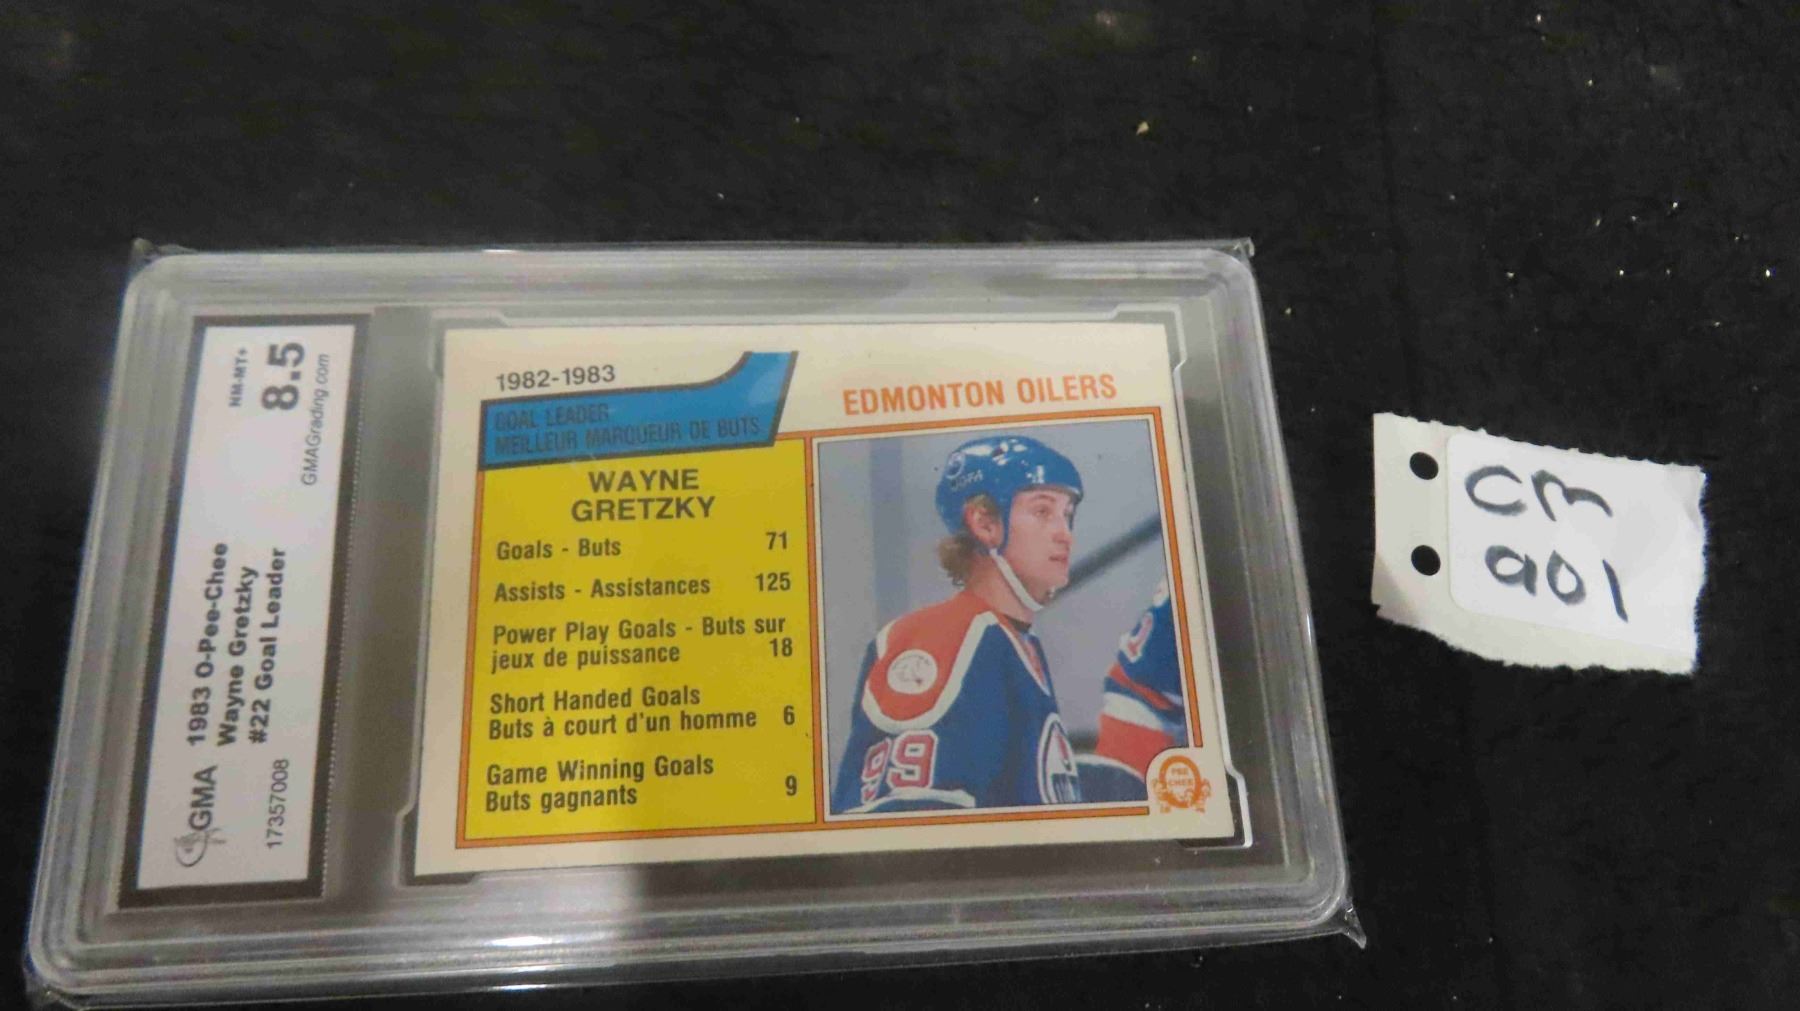 NM-MT+
8.5
GMAGrading.com
GMA
1983 O-Pee-Chee
Wayne Gretzky
#22 Goal Leader
17357008
1982-1983
GOAL LEADER
MEILLEUR MARQUEUR DE BUTS
EDMONTON OILERS
WAYNE
GRETZKY
Goals - Buts 71
Assists - Assistances 125
Power Play Goals - Buts sur
jeux de puissance 18
Short Handed Goals
Buts à court d'un homme 6
Game Winning Goals
Buts gagnants 9
JOFA
99
PEE
CHEE
CM
901